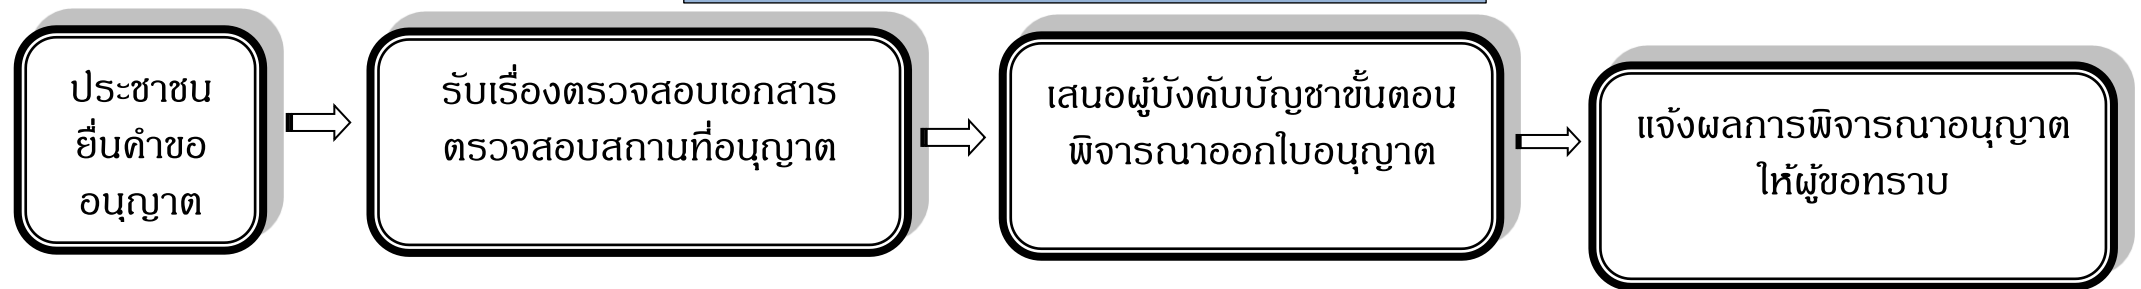 ประชาชน
ยื่นคำขอ
อนุญาต
รับเรื่องตรวจสอบเอกสาร
ตรวจสอบสถานที่อนุญาต
เสนอผู้บังคับบัญชาขั้นตอน
พิจารณาออกใบอนุญาต
แจ้งผลการพิจารณาอนุญาต
ให้ผู้ขอทราบ